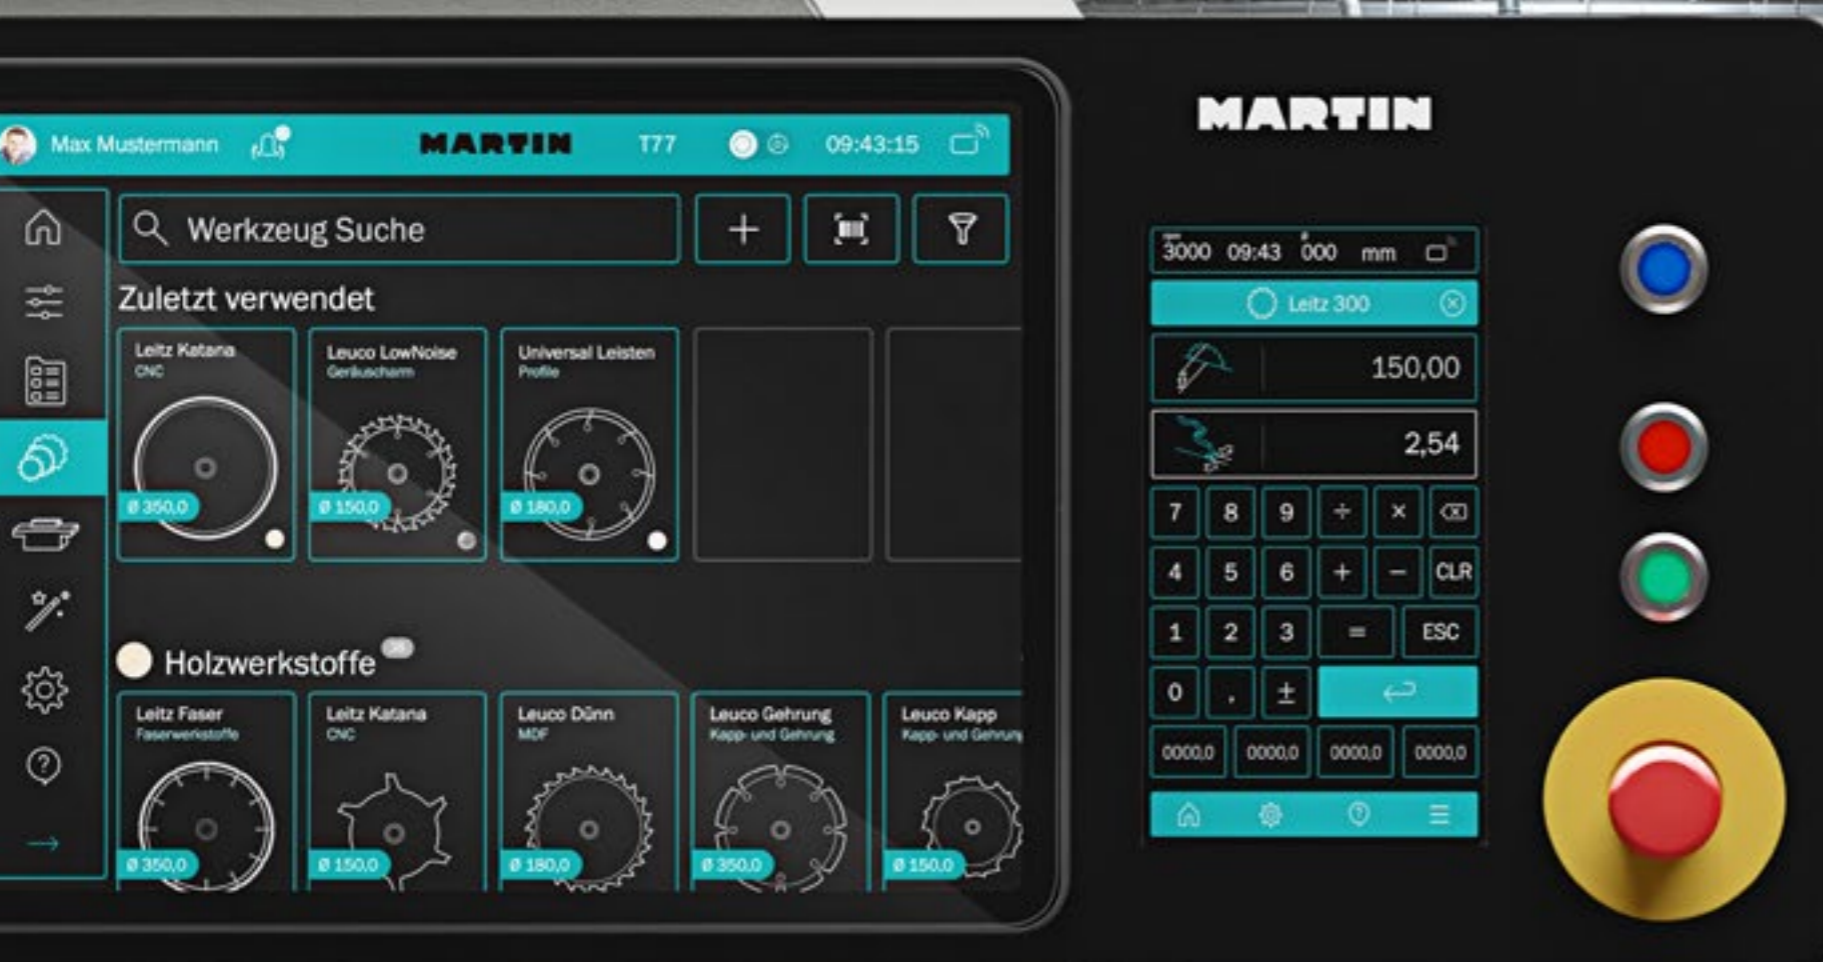 Max Mustermann MARTIN T77 09:43:15
Werkzeug Suche
Zuletzt verwendet
Leitz Katana
CNC
Ø 350,0
Leuco LowNoise
Geräuscharm
Ø 150,0
Universal Leisten
Profile
Ø 180,0
Holzwerkstoffe
Leitz Faser
Faserwerkstoffe
Ø 350,0
Leitz Katana
CNC
Ø 150,0
Leuco Dünn
MDF
Ø 180,0
Leuco Gehrung
Kapp- und Gehrung
Ø 350,0
Leuco Kapp
Kapp- und Gehrung
Ø 150,0
MARTIN
3000 09:43 000 mm
Leitz 300
150,00
2,54
7 8 9 ÷ ×
4 5 6 + − CLR
1 2 3 = ESC
0 , ±
0000,0 0000,0 0000,0 0000,0